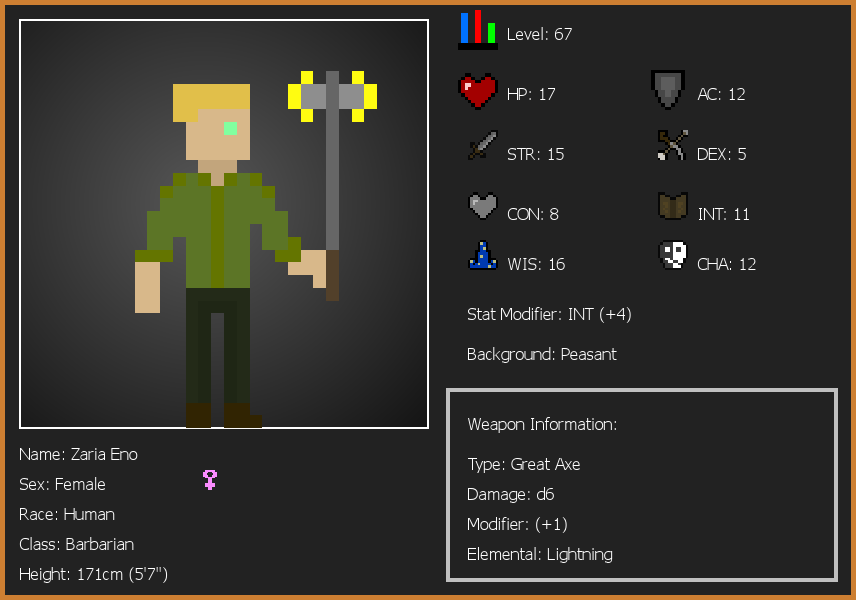 Level: 67
HP: 17
AC: 12
STR: 15
DEX: 5
CON: 8
INT: 11
WIS: 16
CHA: 12
Stat Modifier: INT (+4)
Background: Peasant
Weapon Information:
Type: Great Axe
Damage: d6
Modifier: (+1)
Elemental: Lightning
Name: Zaria Eno
Sex: Female
Race: Human
Class: Barbarian
Height: 171cm (5'7")